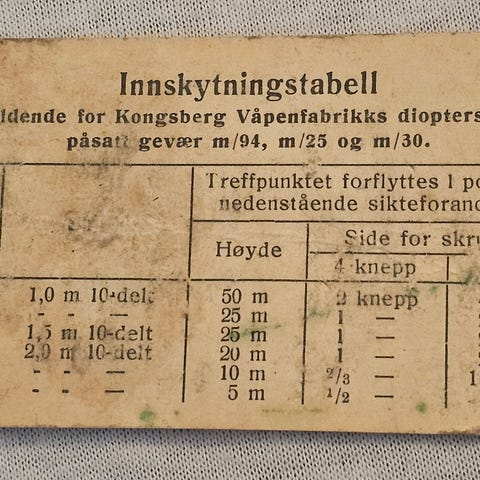 Innskytningstabell
ldende for Kongsberg Våpenfabrikks diopters
påsatt gevær m/94, m/25 og m/30.
Treffpunktet forflyttes 1 po
nedenstående sikteforand
Høyde
Side for skr
4 knepp
1,0 m 10-delt 50 m 2 knepp
- - — 25 m 1 —
1,5 m 10-delt 25 m 1 —
2,0 m 10-delt 20 m 1 —
- - — 10 m 2/3 — 1
- - — 5 m 1/2 —